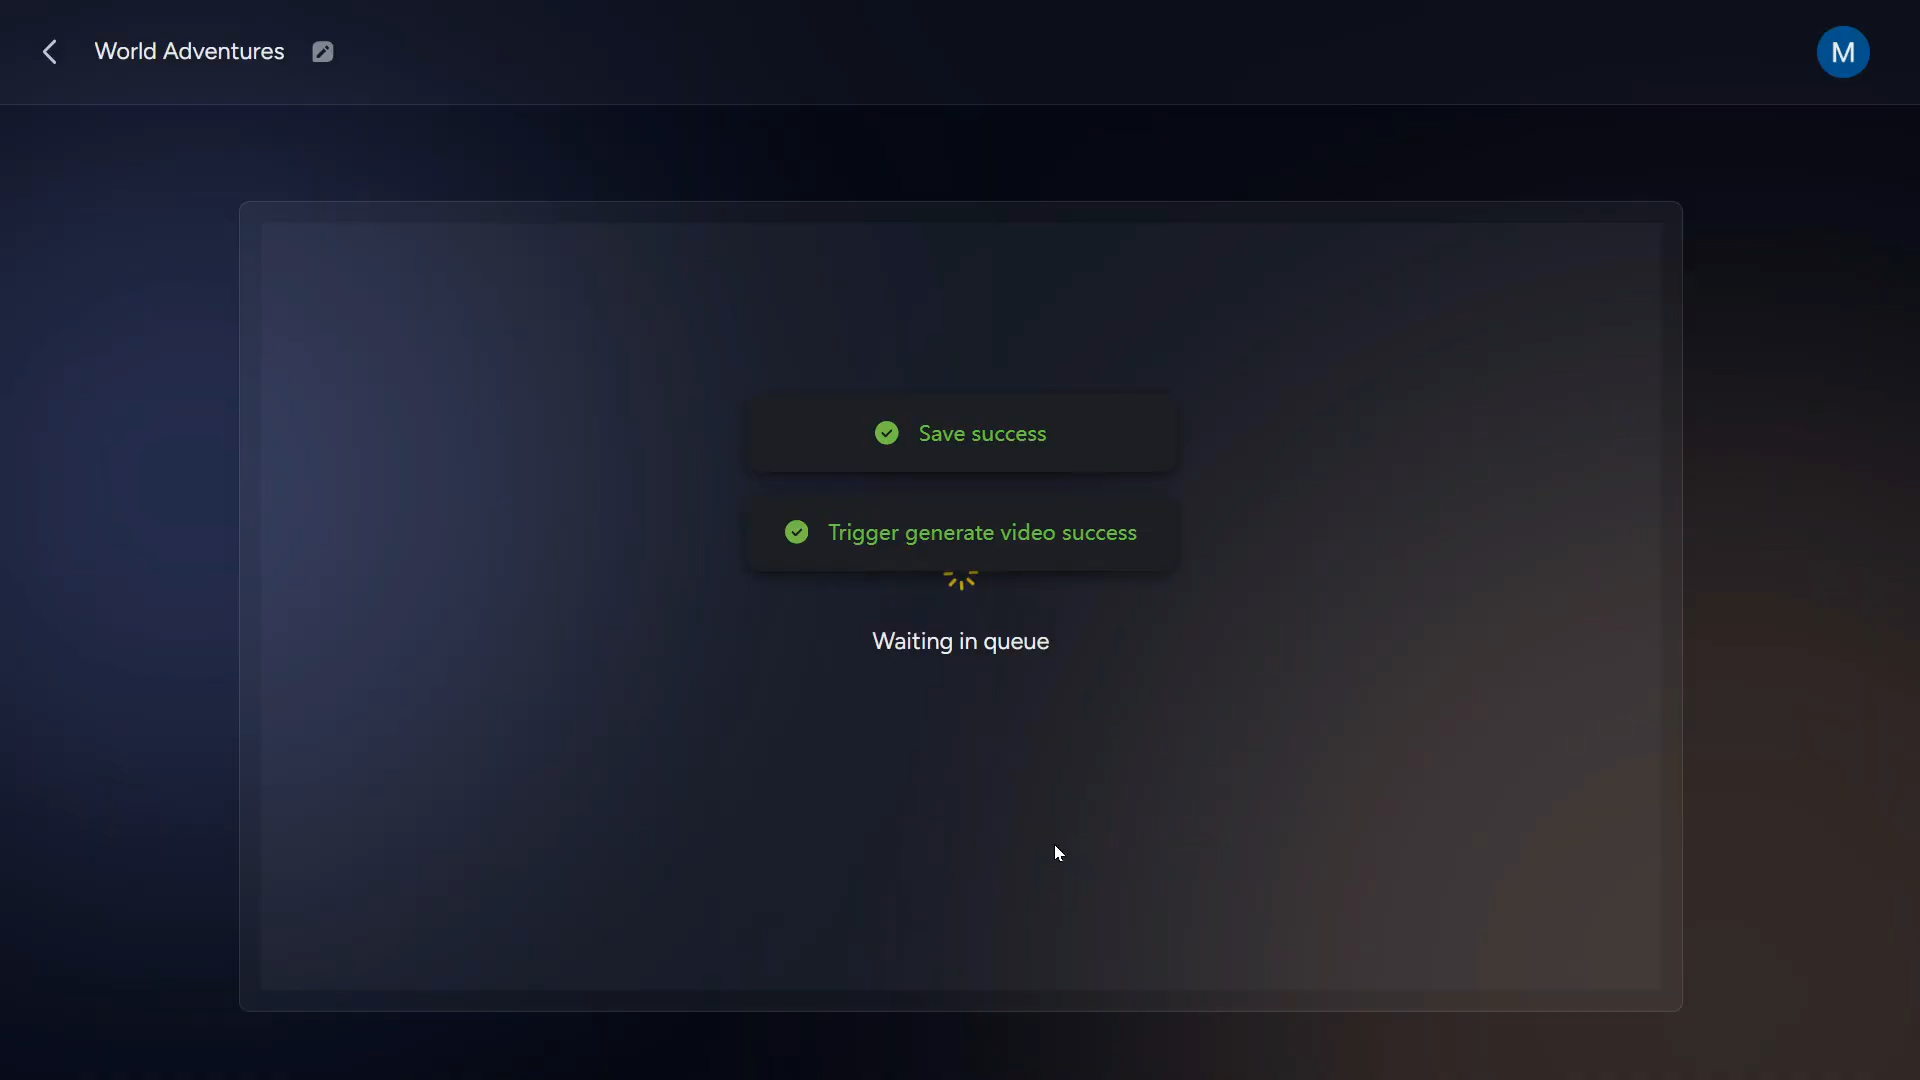 World Adventures
M
Save success
Trigger generate video success
Waiting in queue